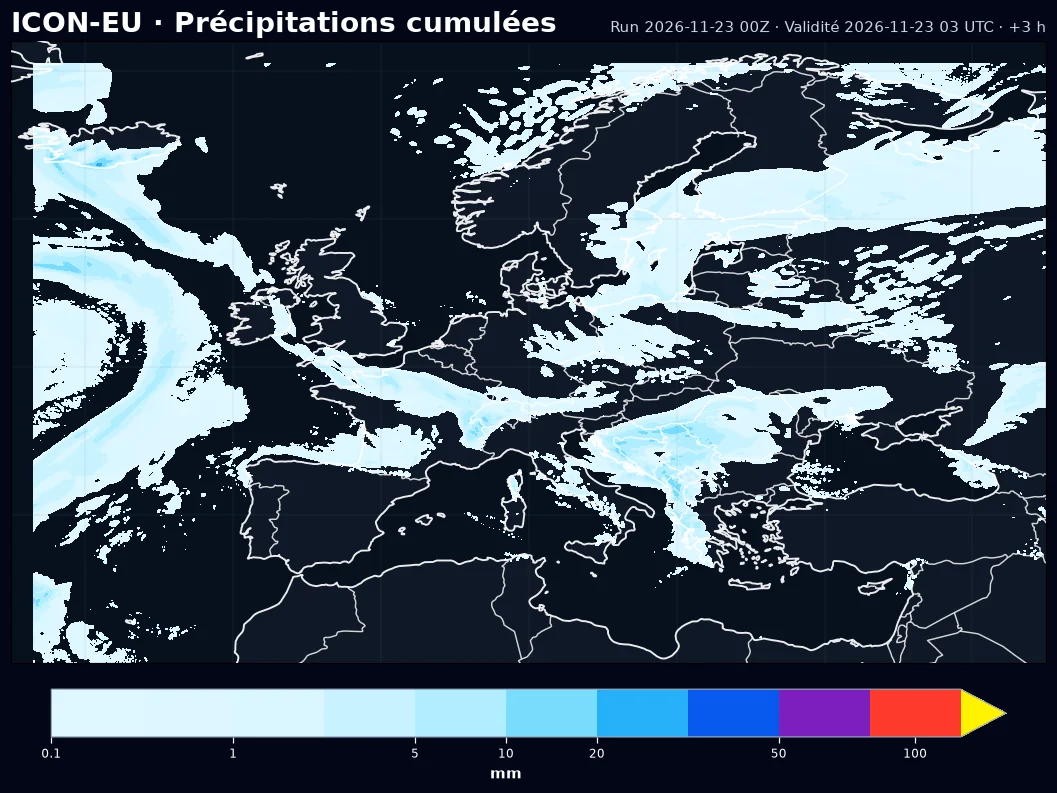 ICON-EU · Précipitations cumulées
Run 2026-11-23 00Z · Validité 2026-11-23 03 UTC · +3 h
0.1 1 5 10 20 50 100
mm